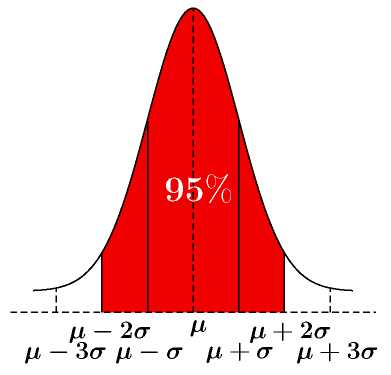 95%
μ − 2σ μ μ + 2σ
μ − 3σ μ − σ μ + σ μ + 3σ